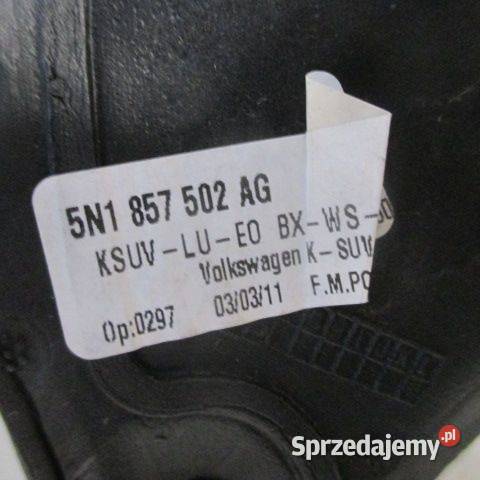 5N1 857 502 AG
KSUV-LU-EO BX-WS-
Volkswagen K-SUV
Op:0297 03/03/11 F.M.PO
Sprzedajemy.pl